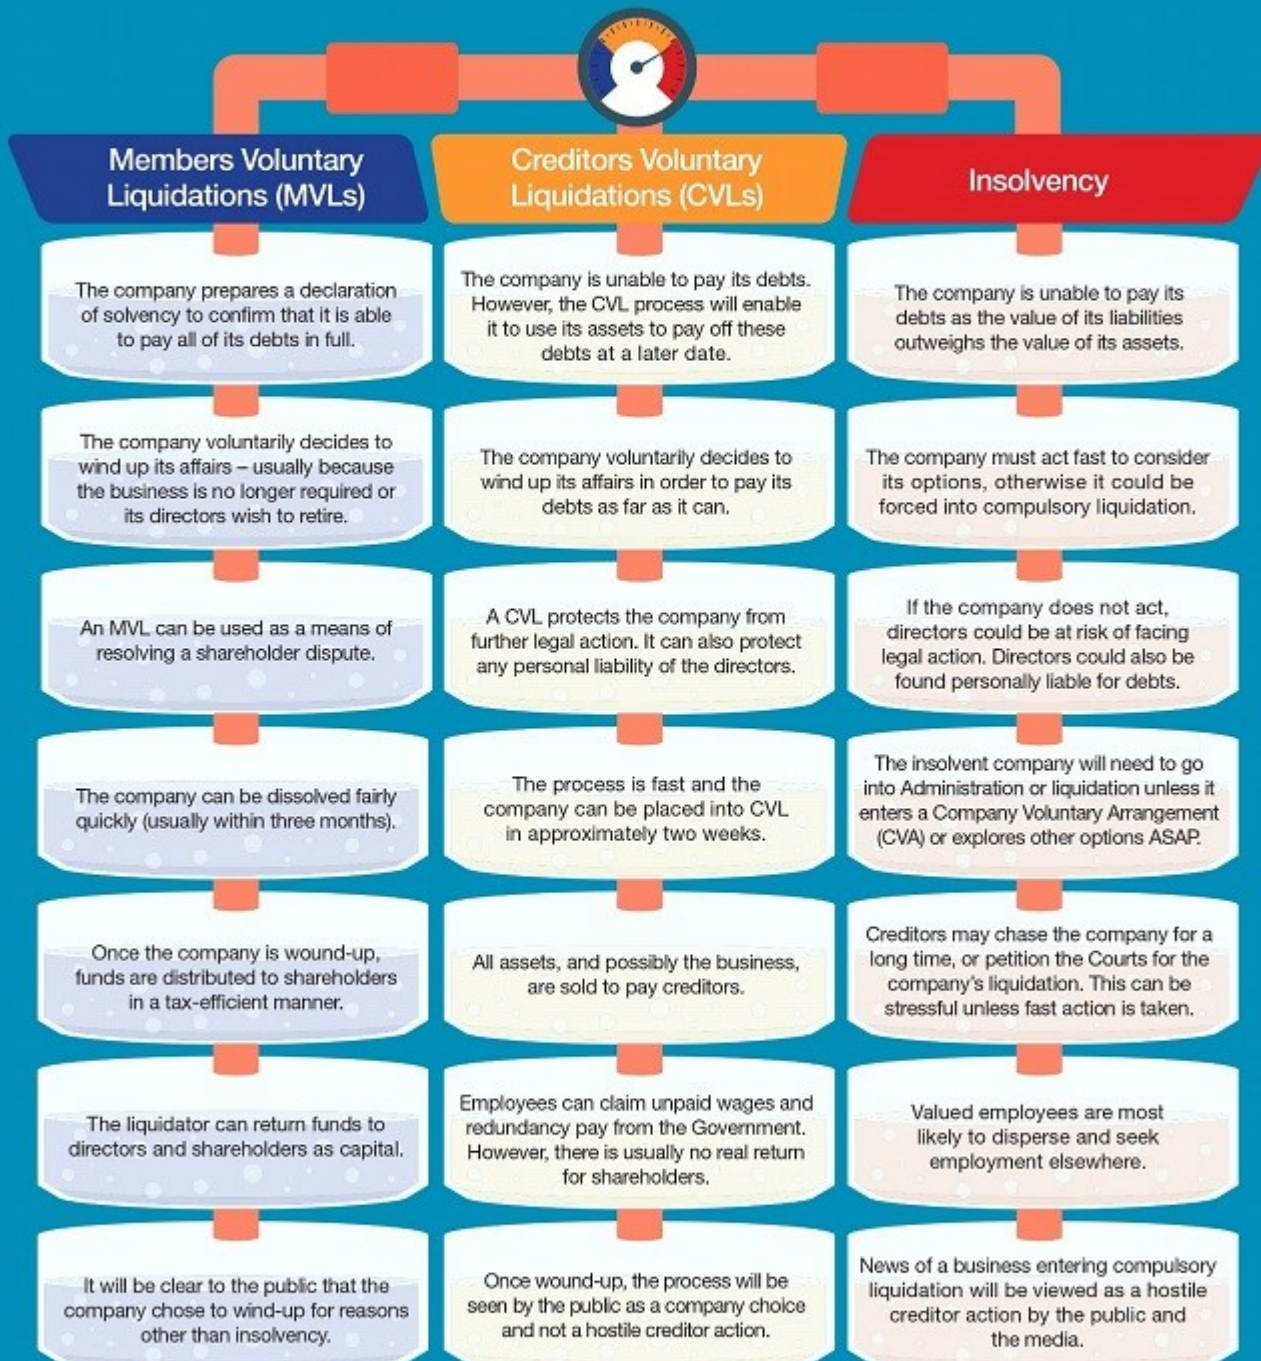 Members Voluntary
Liquidations (MVLs)
The company prepares a declaration
of solvency to confirm that it is able
to pay all of its debts in full.
The company voluntarily decides to
wind up its affairs – usually because
the business is no longer required or
its directors wish to retire.
An MVL can be used as a means of
resolving a shareholder dispute.
The company can be dissolved fairly
quickly (usually within three months).
Once the company is wound-up,
funds are distributed to shareholders
in a tax-efficient manner.
The liquidator can return funds to
directors and shareholders as capital.
It will be clear to the public that the
company chose to wind-up for reasons
other than insolvency.
Creditors Voluntary
Liquidations (CVLs)
The company is unable to pay its debts.
However, the CVL process will enable
it to use its assets to pay off these
debts at a later date.
The company voluntarily decides to
wind up its affairs in order to pay its
debts as far as it can.
A CVL protects the company from
further legal action. It can also protect
any personal liability of the directors.
The process is fast and the
company can be placed into CVL
in approximately two weeks.
All assets, and possibly the business,
are sold to pay creditors.
Employees can claim unpaid wages and
redundancy pay from the Government.
However, there is usually no real return
for shareholders.
Once wound-up, the process will be
seen by the public as a company choice
and not a hostile creditor action.
Insolvency
The company is unable to pay its
debts as the value of its liabilities
outweighs the value of its assets.
The company must act fast to consider
its options, otherwise it could be
forced into compulsory liquidation.
If the company does not act,
directors could be at risk of facing
legal action. Directors could also be
found personally liable for debts.
The insolvent company will need to go
into Administration or liquidation unless it
enters a Company Voluntary Arrangement
(CVA) or explores other options ASAP.
Creditors may chase the company for a
long time, or petition the Courts for the
company's liquidation. This can be
stressful unless fast action is taken.
Valued employees are most
likely to disperse and seek
employment elsewhere.
News of a business entering compulsory
liquidation will be viewed as a hostile
creditor action by the public and
the media.